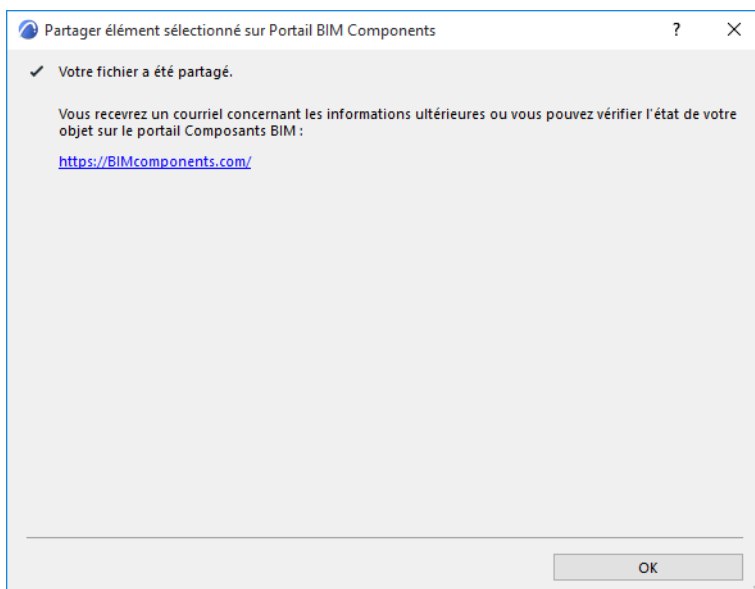 Partager élément sélectionné sur Portail BIM Components
?
Votre fichier a été partagé.
Vous recevrez un courriel concernant les informations ultérieures ou vous pouvez vérifier l'état de votre
objet sur le portail Composants BIM :
https://BIMcomponents.com/
OK